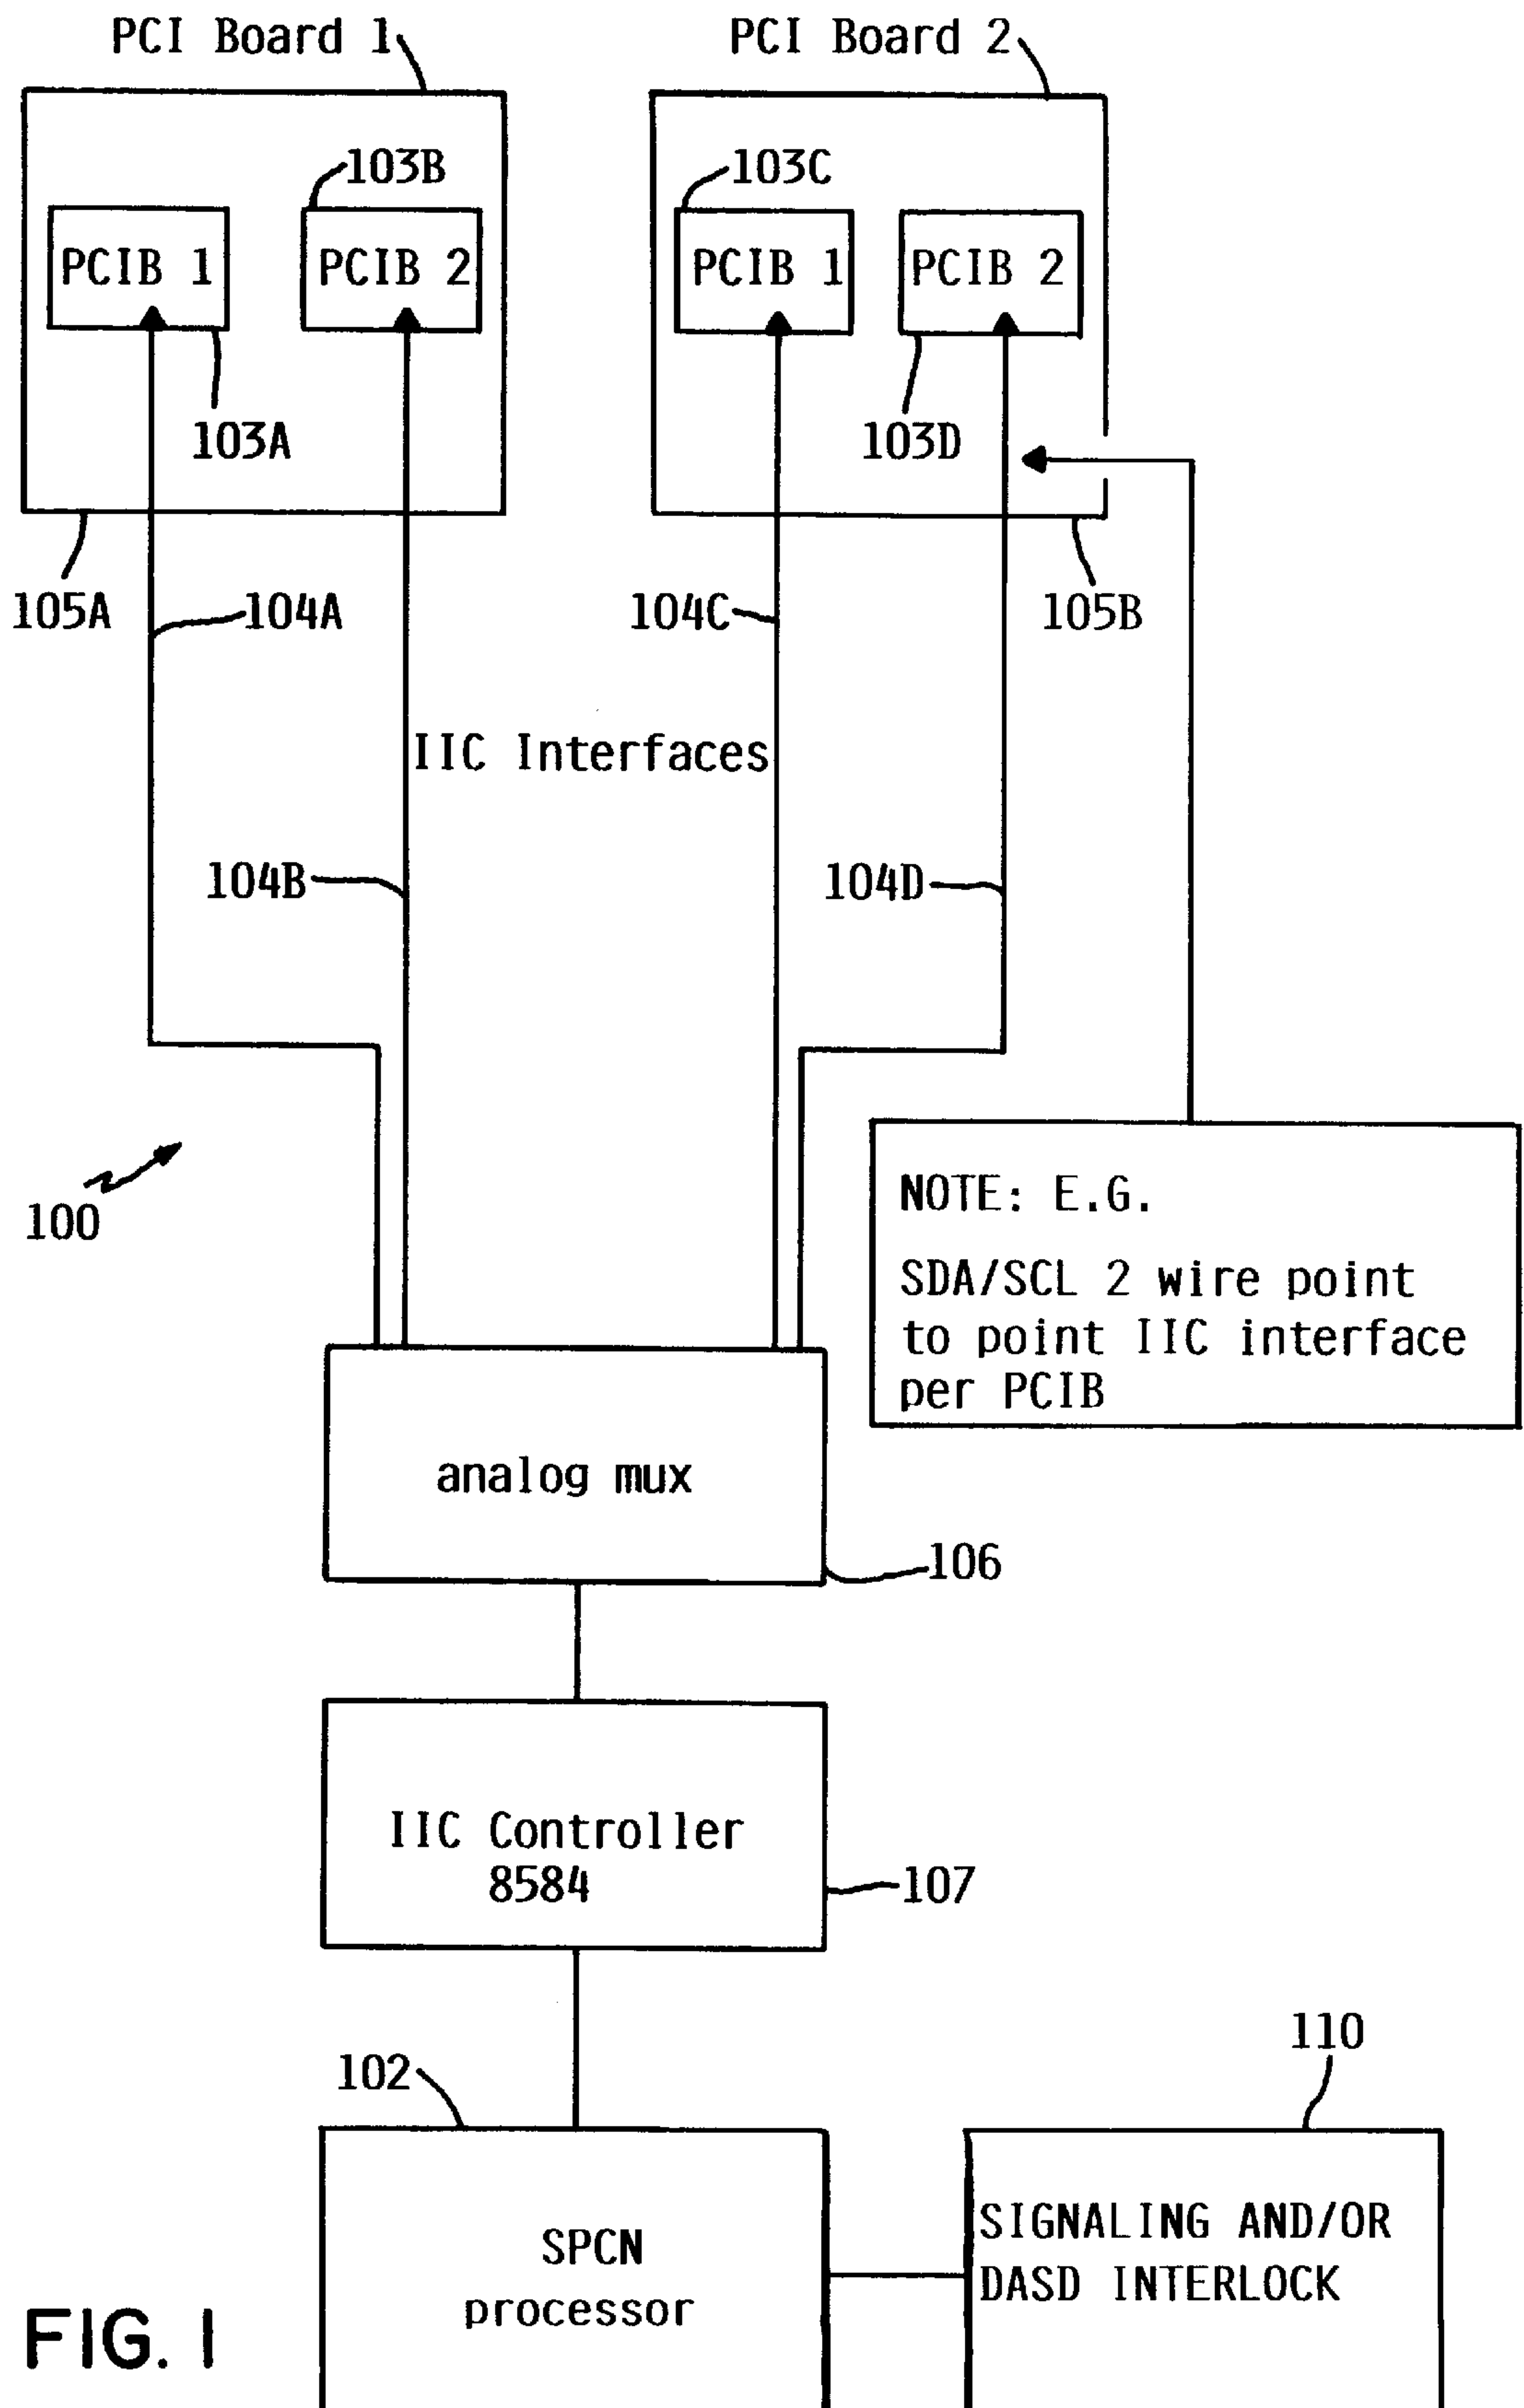 PCI Board 1
PCI Board 2
103B
103C
PCIB 1
PCIB 2
PCIB 1
PCIB 2
103A
103D
105A
104A
104C
105B
IIC Interfaces
104B
104D
100
NOTE: E.G.
SDA/SCL 2 wire point
to point IIC interface
per PCIB
analog mux
106
IIC Controller
8584
107
110
102
SPCN
processor
SIGNALING AND/OR
DASD INTERLOCK
FIG. 1